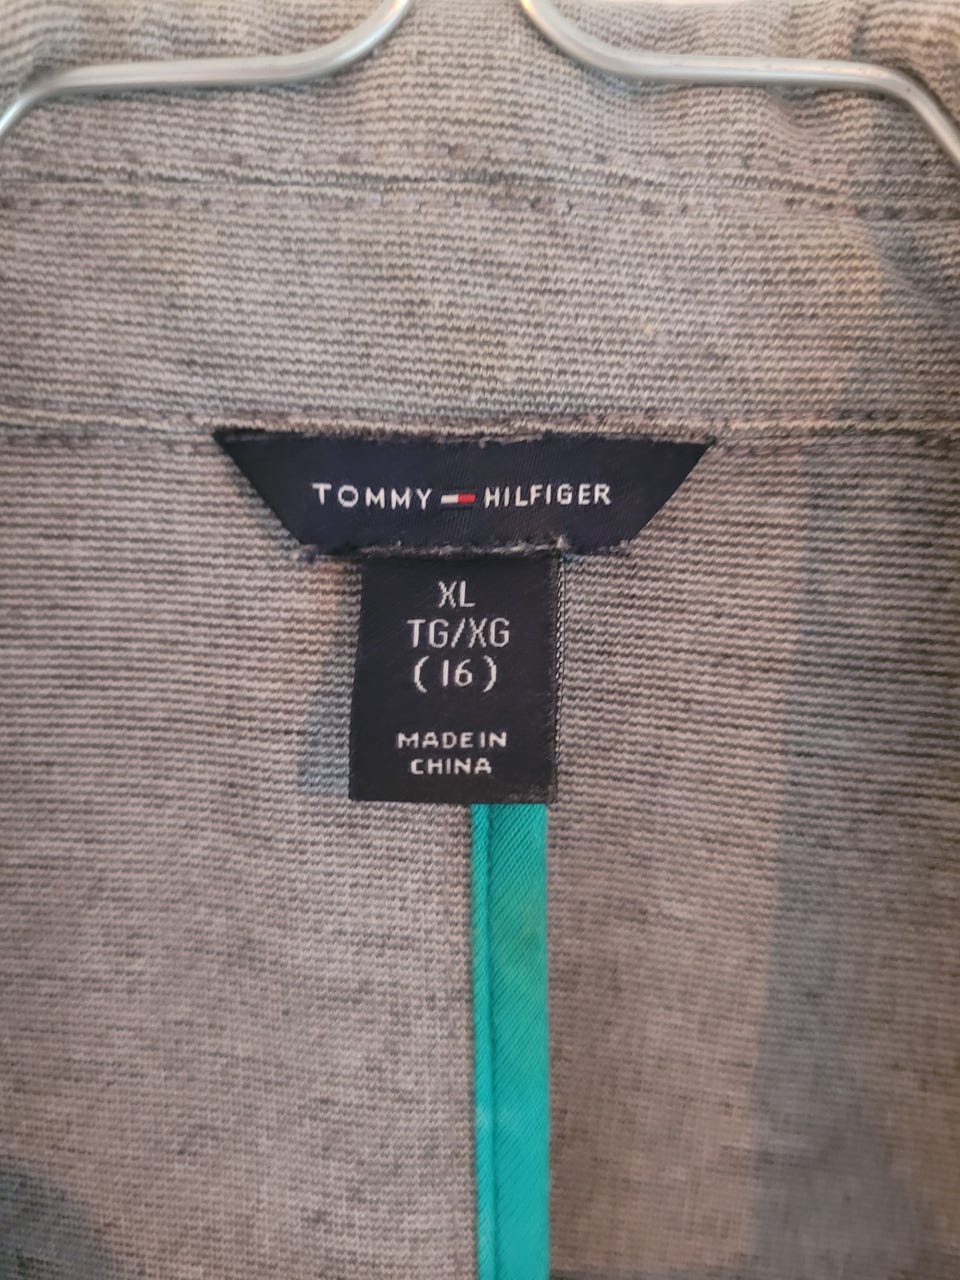 TOMMY HILFIGER
XL
TG/XG
(16)
MADE IN
CHINA